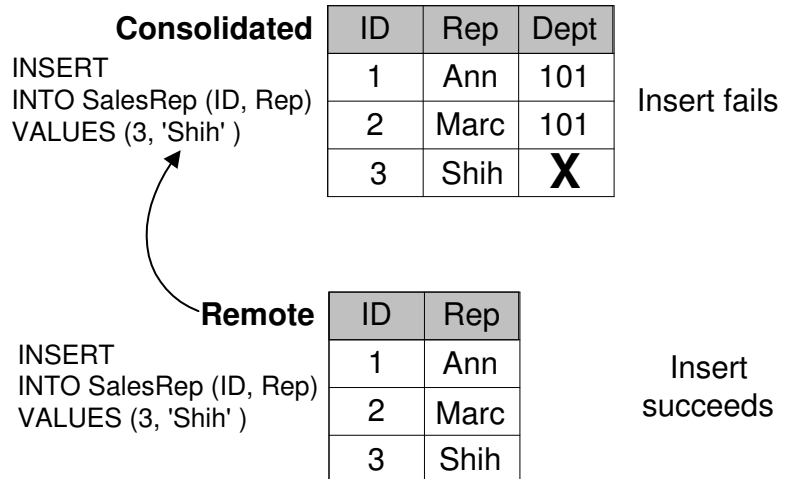 Consolidated
INSERT
INTO SalesRep (ID, Rep)
VALUES (3, 'Shih' )
ID Rep Dept
1 Ann 101
2 Marc 101
3 Shih X
Insert fails
Remote
INSERT
INTO SalesRep (ID, Rep)
VALUES (3, 'Shih' )
ID Rep
1 Ann
2 Marc
3 Shih
Insert
succeeds